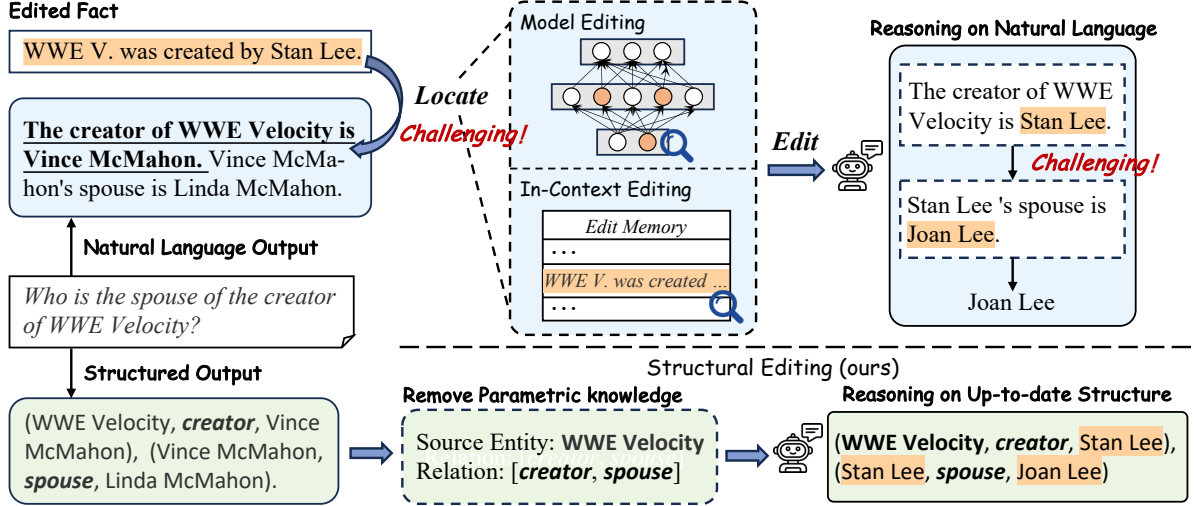 Edited Fact
WWE V. was created by Stan Lee.
The creator of WWE Velocity is
Vince McMahon. Vince McMa-
hon's spouse is Linda McMahon.
Natural Language Output
Who is the spouse of the creator
of WWE Velocity?
Structured Output
(WWE Velocity, creator, Vince
McMahon), (Vince McMahon,
spouse, Linda McMahon).
Locate
Challenging!
Model Editing
In-Context Editing
Edit Memory
...
WWE V. was created ...
...
Edit
Reasoning on Natural Language
The creator of WWE
Velocity is Stan Lee.
Challenging!
Stan Lee 's spouse is
Joan Lee.
Joan Lee
Structural Editing (ours)
Remove Parametric knowledge
Source Entity: WWE Velocity
Relation: [creator, spouse]
Reasoning on Up-to-date Structure
(WWE Velocity, creator, Stan Lee),
(Stan Lee, spouse, Joan Lee)